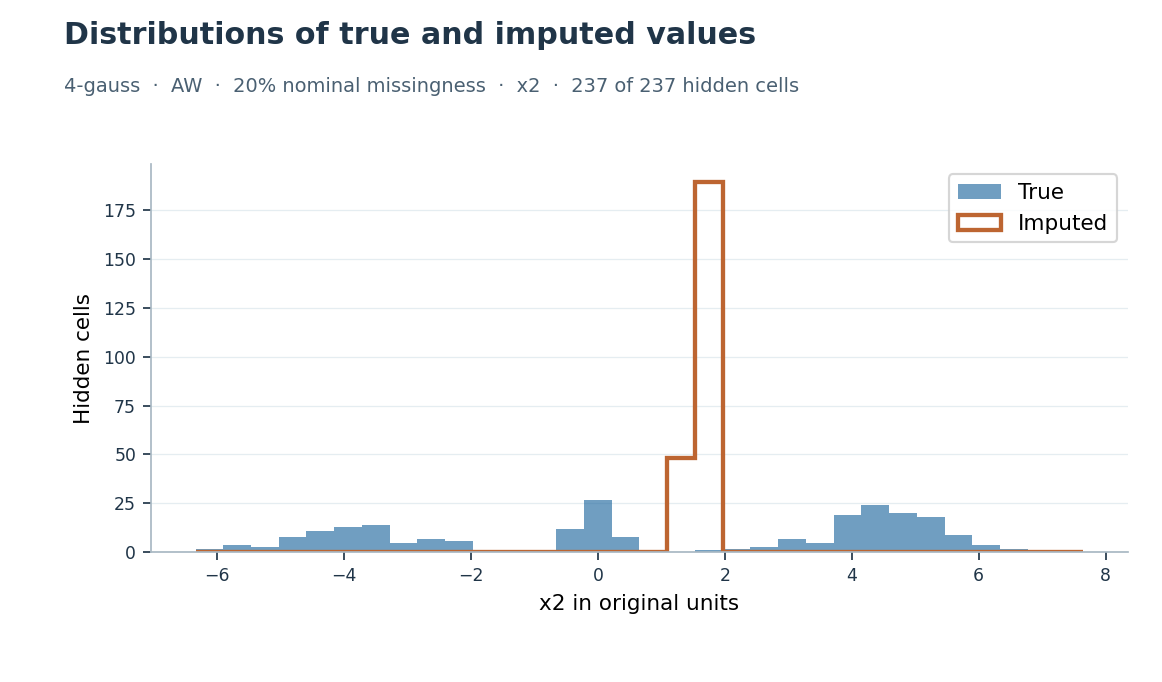 Distributions of true and imputed values
4-gauss · AW · 20% nominal missingness · x2 · 237 of 237 hidden cells
True
Imputed
175
150
125
100
75
50
25
0
Hidden cells
−6
−4
−2
0
2
4
6
8
x2 in original units